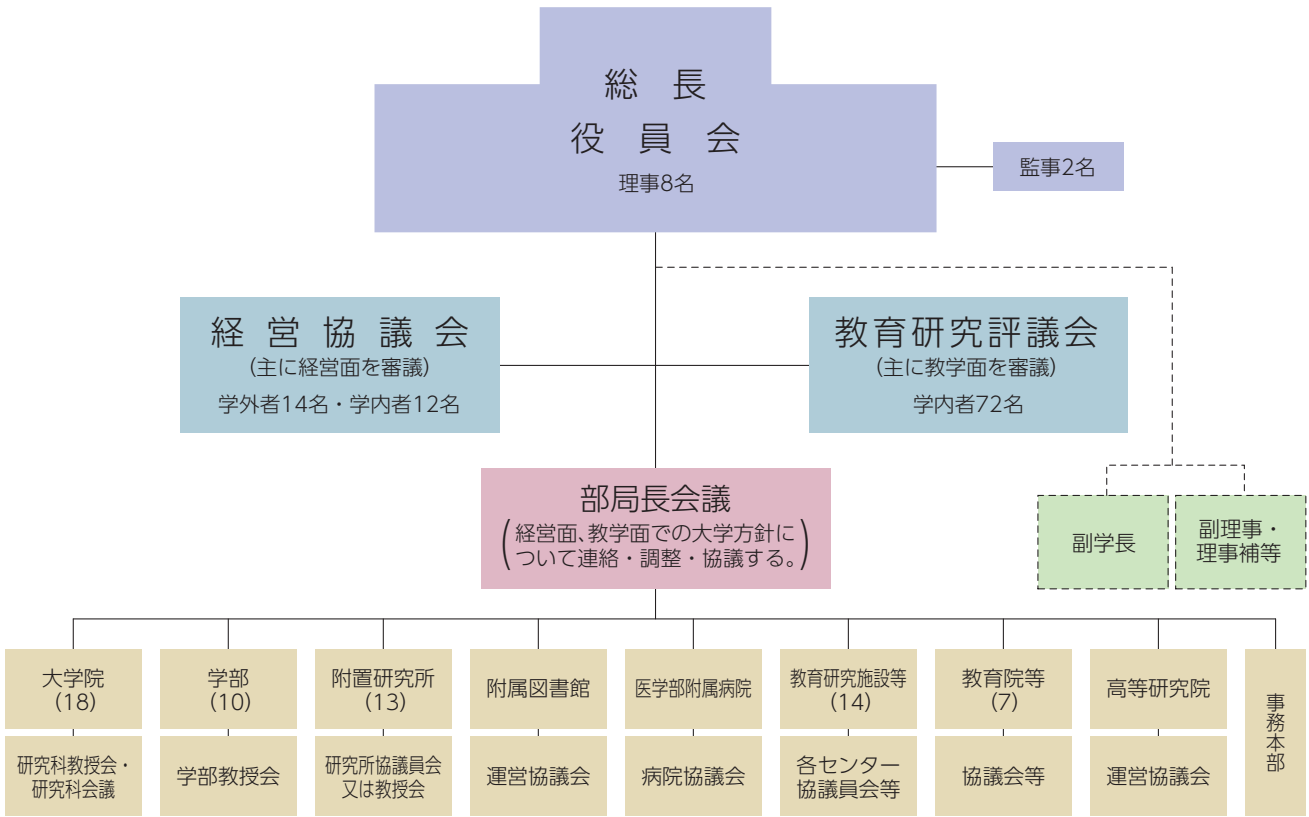 総長
役員会
理事8名
監事2名
経営協議会
(主に経営面を審議)
学外者14名・学内者12名
教育研究評議会
(主に教学面を審議)
学内者72名
部局長会議
(経営面、教学面での大学方針に
ついて連絡・調整・協議する。)
副学長
副理事・
理事補等
大学院
(18)
学部
(10)
附置研究所
(13)
附属図書館
医学部附属病院
教育研究施設等
(14)
教育院等
(7)
高等研究院
事務本部
研究科教授会・
研究科会議
学部教授会
研究所協議員会
又は教授会
運営協議会
病院協議会
各センター
協議員会等
協議会等
運営協議会